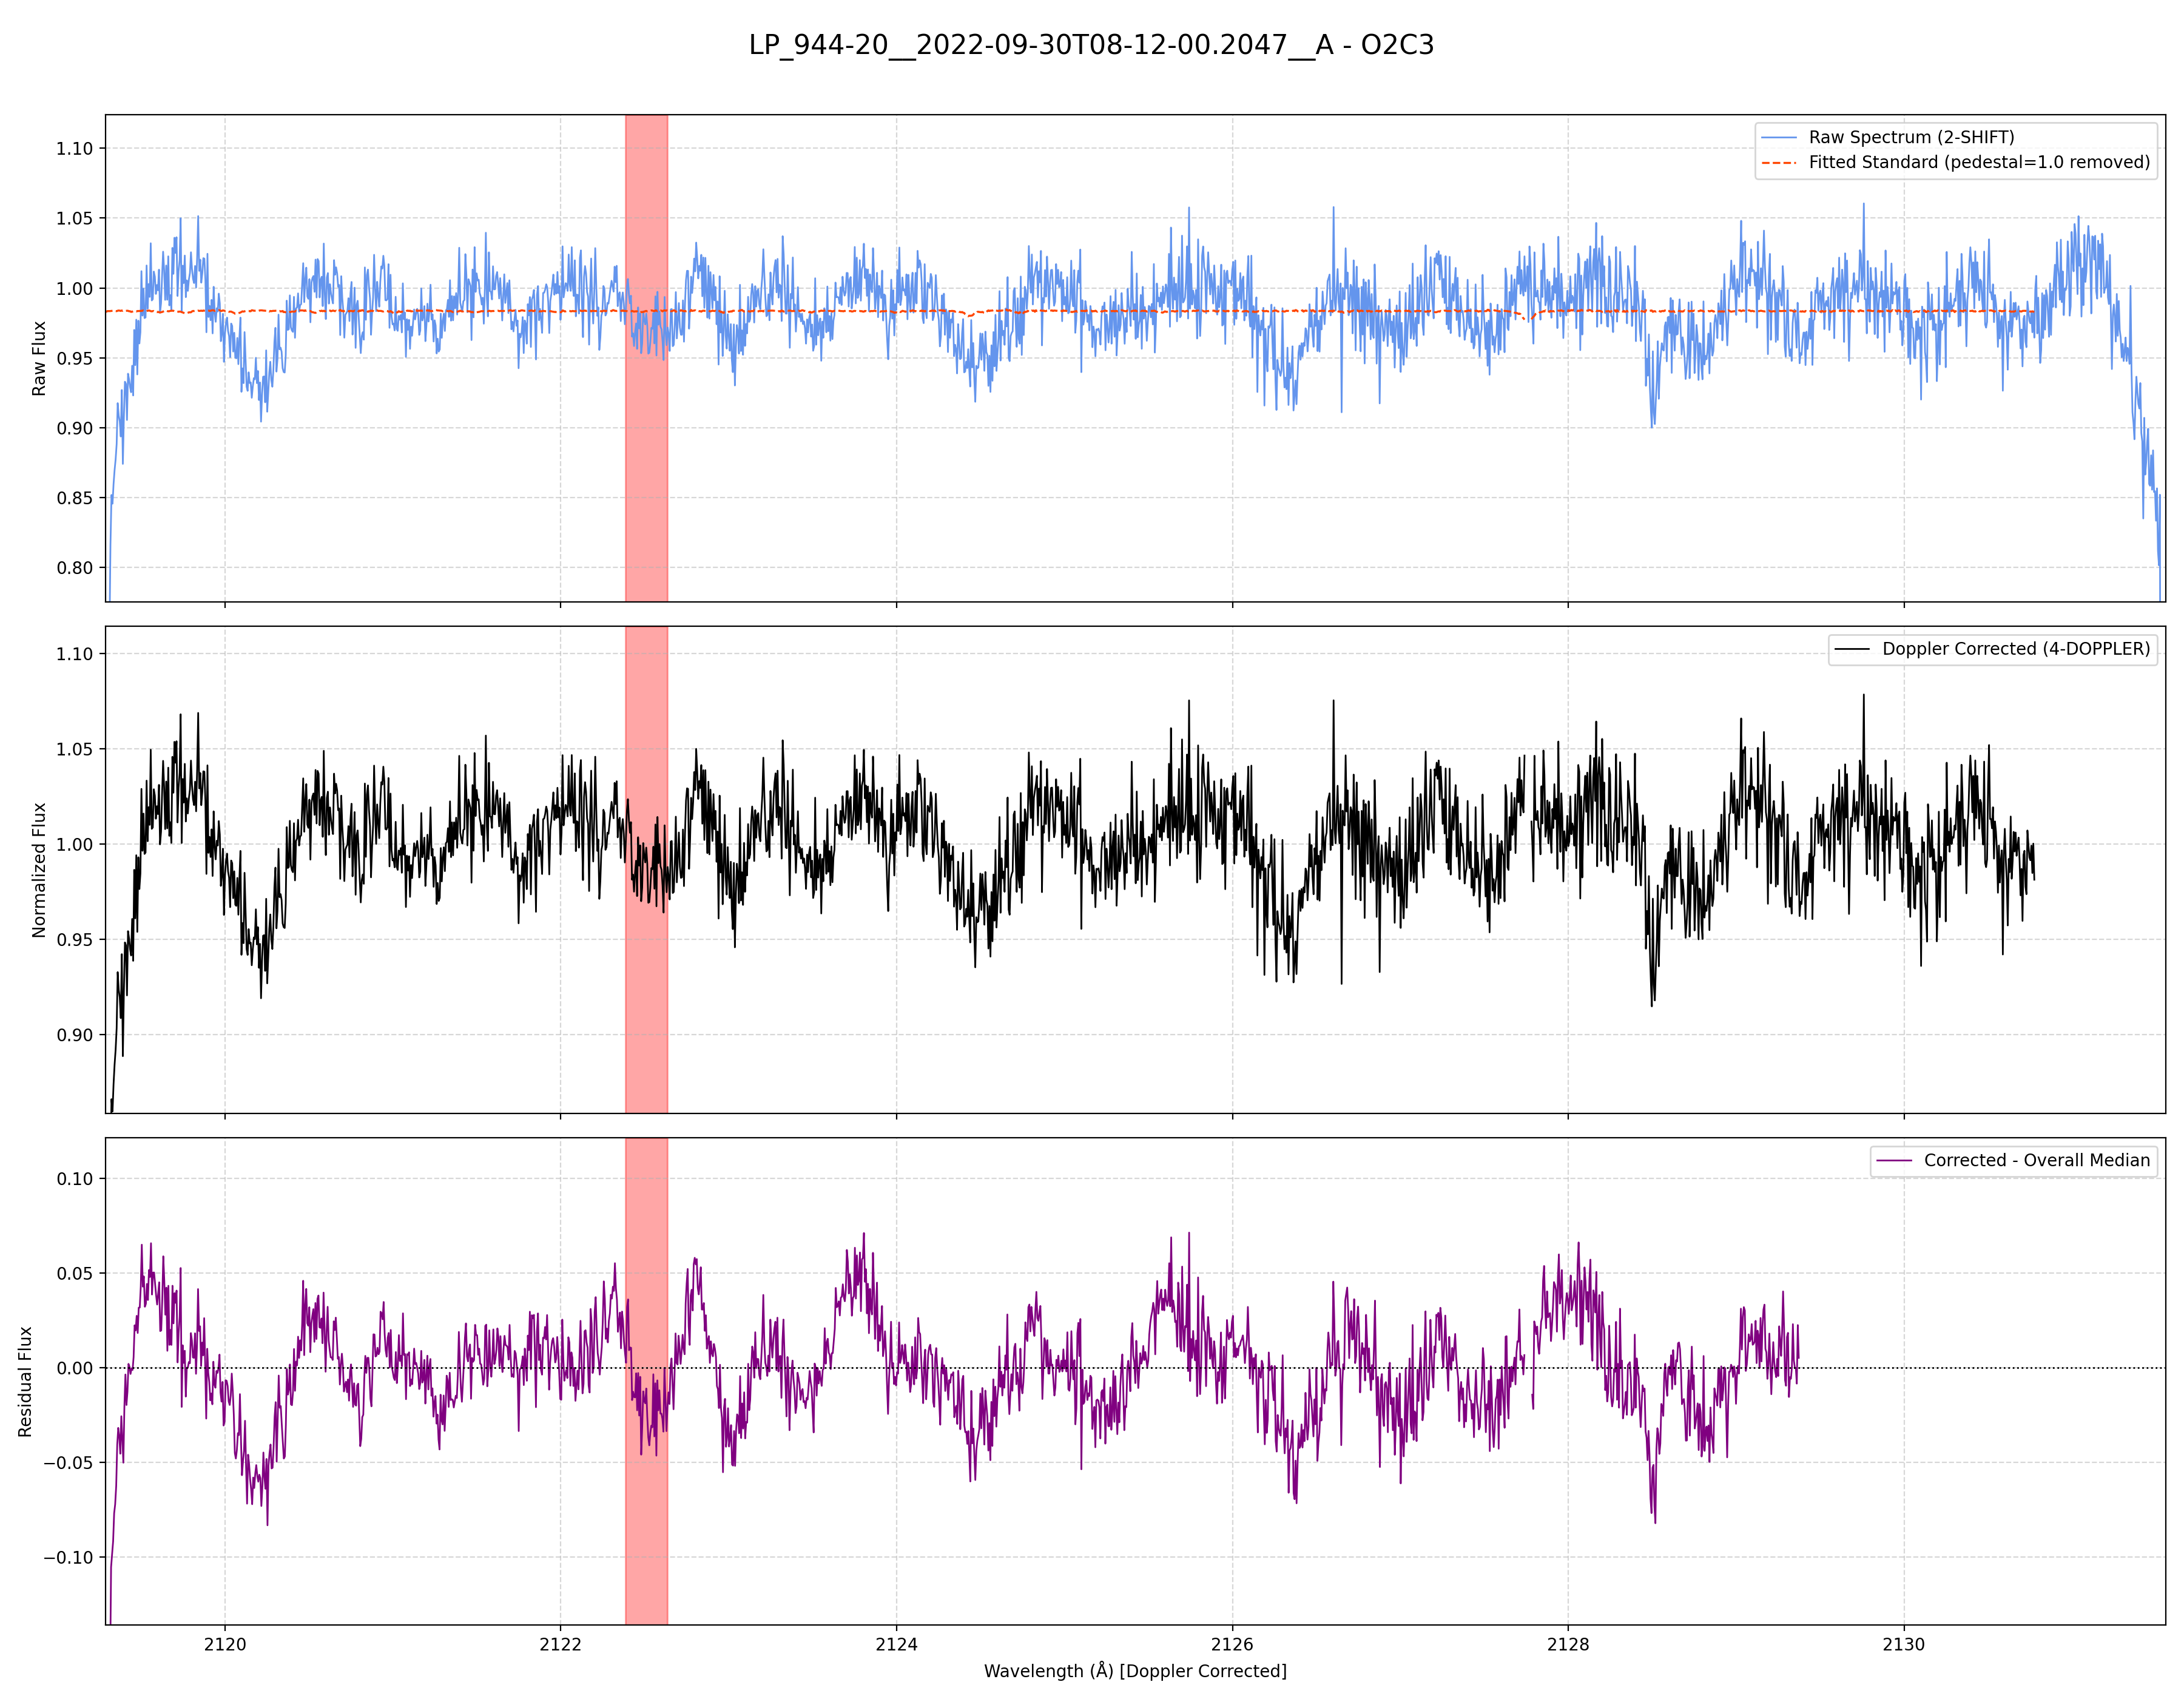 LP_944-20__2022-09-30T08-12-00.2047__A - O2C3
Raw Spectrum (2-SHIFT)
Fitted Standard (pedestal=1.0 removed)
Raw Flux
1.10
1.05
1.00
0.95
0.90
0.85
0.80
Doppler Corrected (4-DOPPLER)
Normalized Flux
1.10
1.05
1.00
0.95
0.90
Corrected - Overall Median
Residual Flux
0.10
0.05
0.00
−0.05
−0.10
2120 2122 2124 2126 2128 2130
Wavelength (Å) [Doppler Corrected]